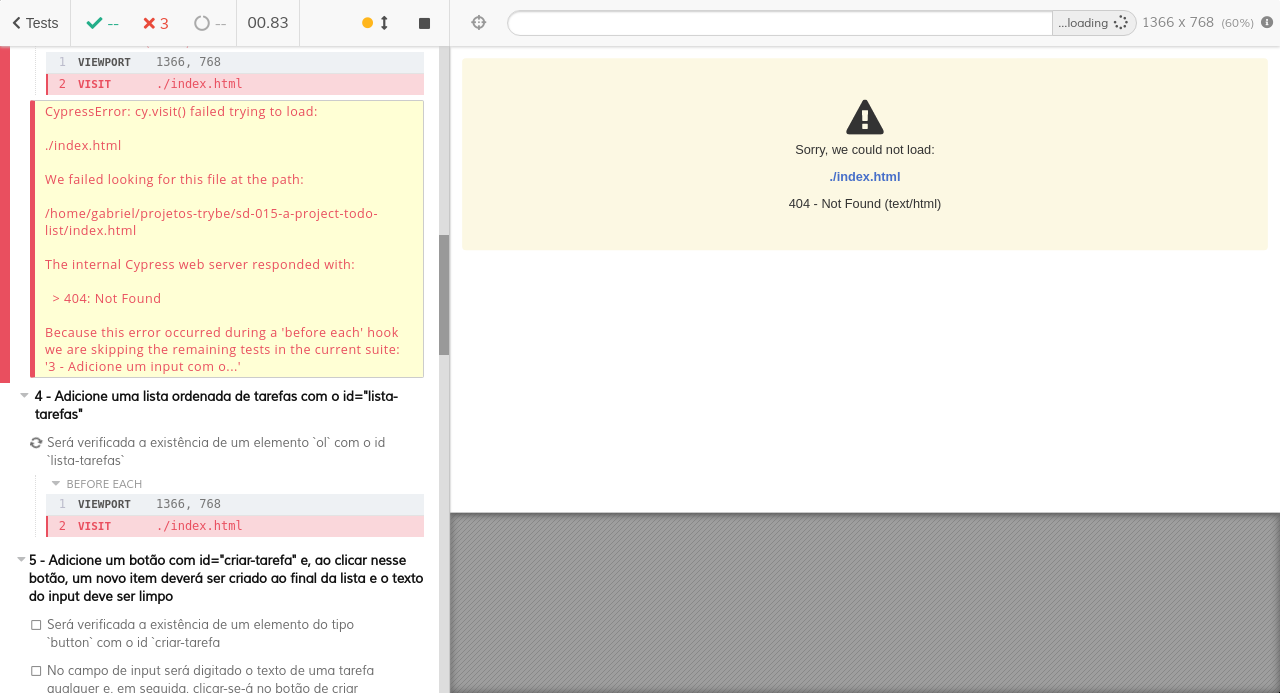 Tests
--
3
--
00.83
...loading
1366 x 768 (60%)
1 VIEWPORT 1366, 768
2 VISIT ./index.html
CypressError: cy.visit() failed trying to load:
./index.html
We failed looking for this file at the path:
/home/gabriel/projetos-trybe/sd-015-a-project-todo-
list/index.html
The internal Cypress web server responded with:
> 404: Not Found
Because this error occurred during a 'before each' hook
we are skipping the remaining tests in the current suite:
'3 - Adicione um input com o...'
4 - Adicione uma lista ordenada de tarefas com o id="lista-
tarefas"
Será verificada a existência de um elemento `ol` com o id
`lista-tarefas`
BEFORE EACH
1 VIEWPORT 1366, 768
2 VISIT ./index.html
5 - Adicione um botão com id="criar-tarefa" e, ao clicar nesse
botão, um novo item deverá ser criado ao final da lista e o texto
do input deve ser limpo
Será verificada a existência de um elemento do tipo
`button` com o id `criar-tarefa
No campo de input será digitado o texto de uma tarefa
qualquer e, em seguida, clicar-se-á no botão de criar
Sorry, we could not load:
./index.html
404 - Not Found (text/html)